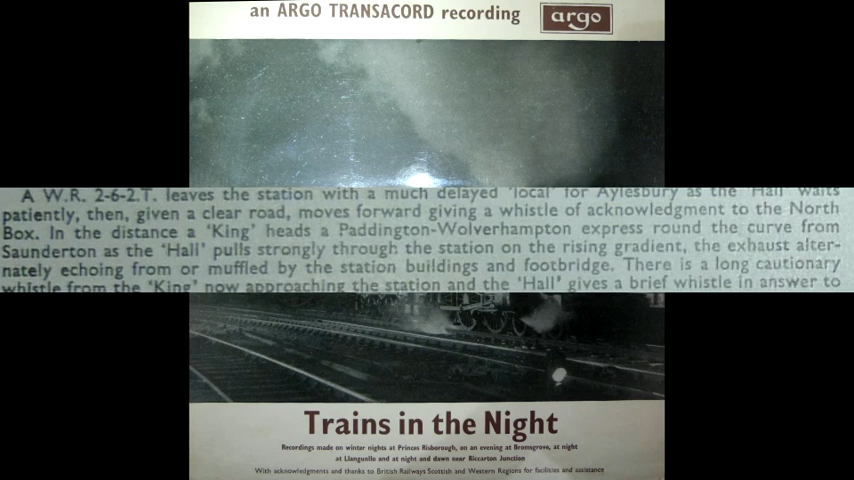 an ARGO TRANSACORD recording
argo
A W.R. 2-6-2.T. leaves the station with a much delayed 'local' for Aylesbury as the 'Hall' waits
patiently, then, given a clear road, moves forward giving a whistle of acknowledgment to the North
Box. In the distance a 'King' heads a Paddington-Wolverhampton express round the curve from
Saunderton as the 'Hall' pulls strongly through the station on the rising gradient, the exhaust alter-
nately echoing from or muffled by the station buildings and footbridge. There is a long cautionary
whistle from the 'King' now approaching the station and the 'Hall' gives a brief whistle in answer to
Trains in the Night
Recordings made on winter nights at Princes Risborough, on an evening at Bromsgrove, at night
at Llangunllo and at night and dawn near Riccarton Junction
With acknowledgments and thanks to British Railways Scottish and Western Regions for facilities and assistance